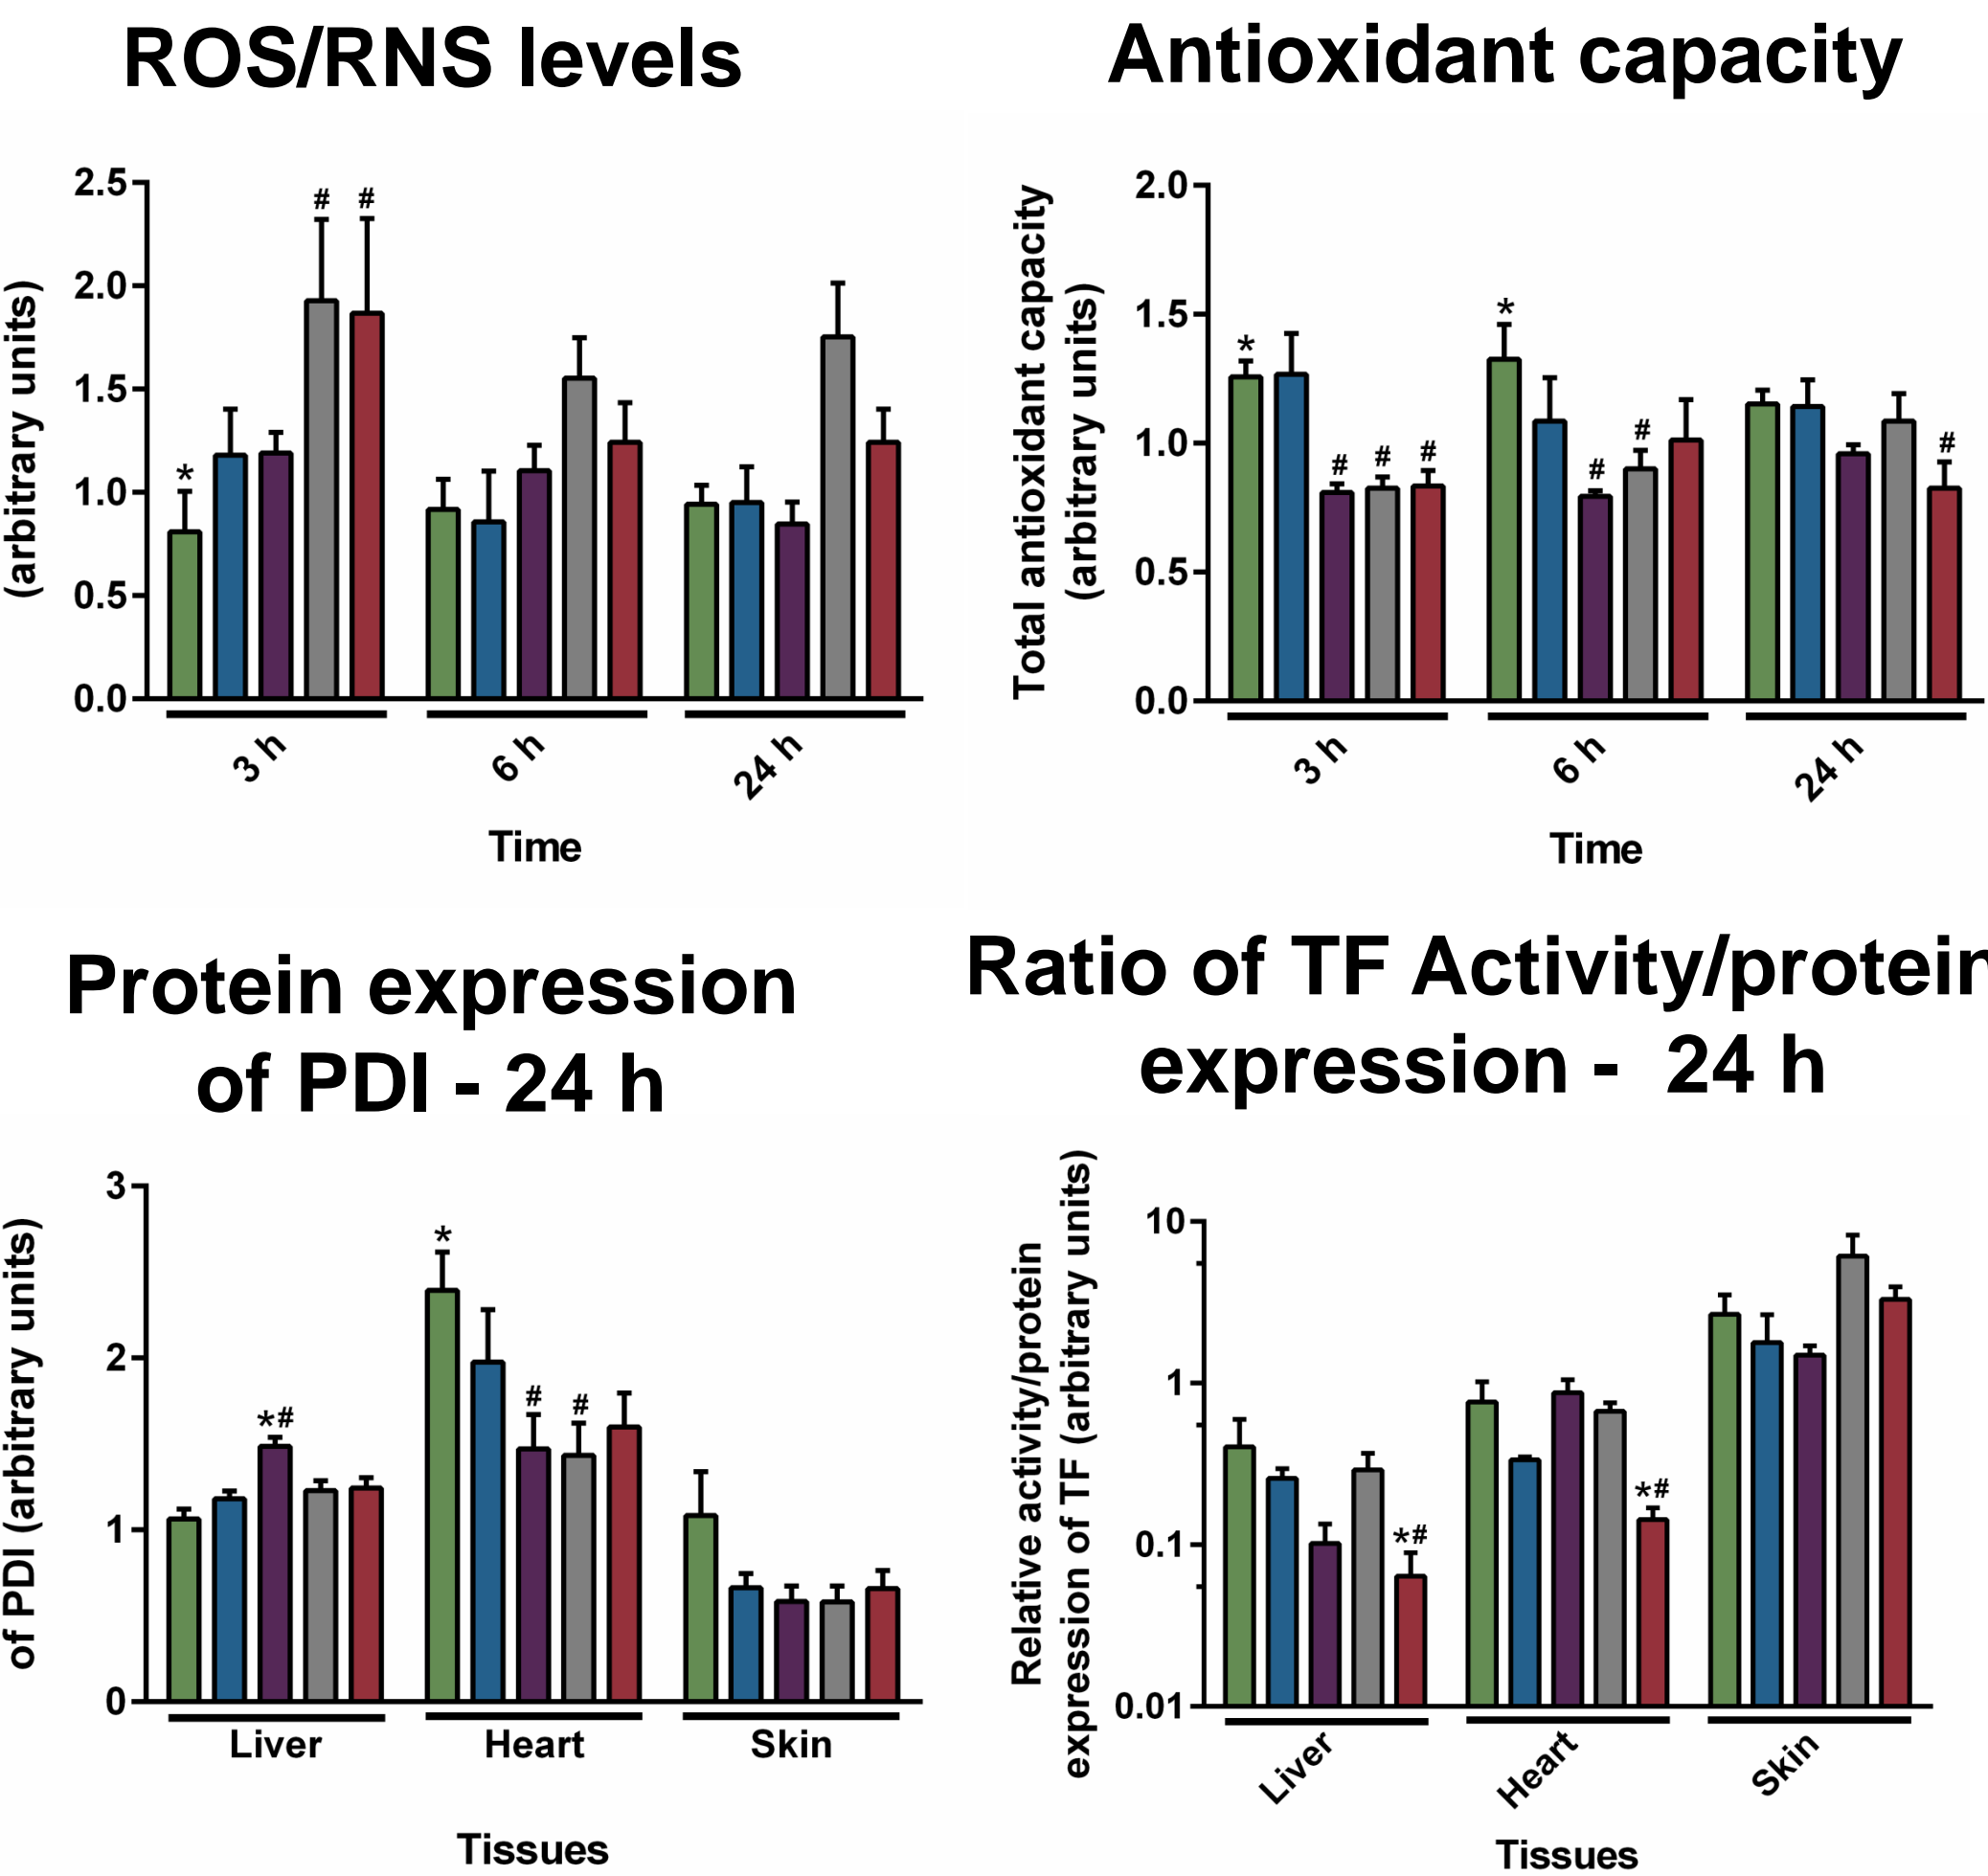 ROS/RNS levels
(arbitrary units)
2.5
2.0
1.5
1.0
0.5
0.0
*
#
#
3 h
6 h
24 h
Time
Antioxidant capacity
Total antioxidant capacity
(arbitrary units)
2.0
1.5
1.0
0.5
0.0
*
#
#
#
*
#
#
#
3 h
6 h
24 h
Time
Protein expression
of PDI - 24 h
of PDI (arbitrary units)
3
2
1
0
*#
*
#
#
Liver
Heart
Skin
Tissues
Ratio of TF Activity/protein
expression - 24 h
Relative activity/protein
expression of TF (arbitrary units)
10
1
0.1
0.01
*#
*#
Liver
Heart
Skin
Tissues